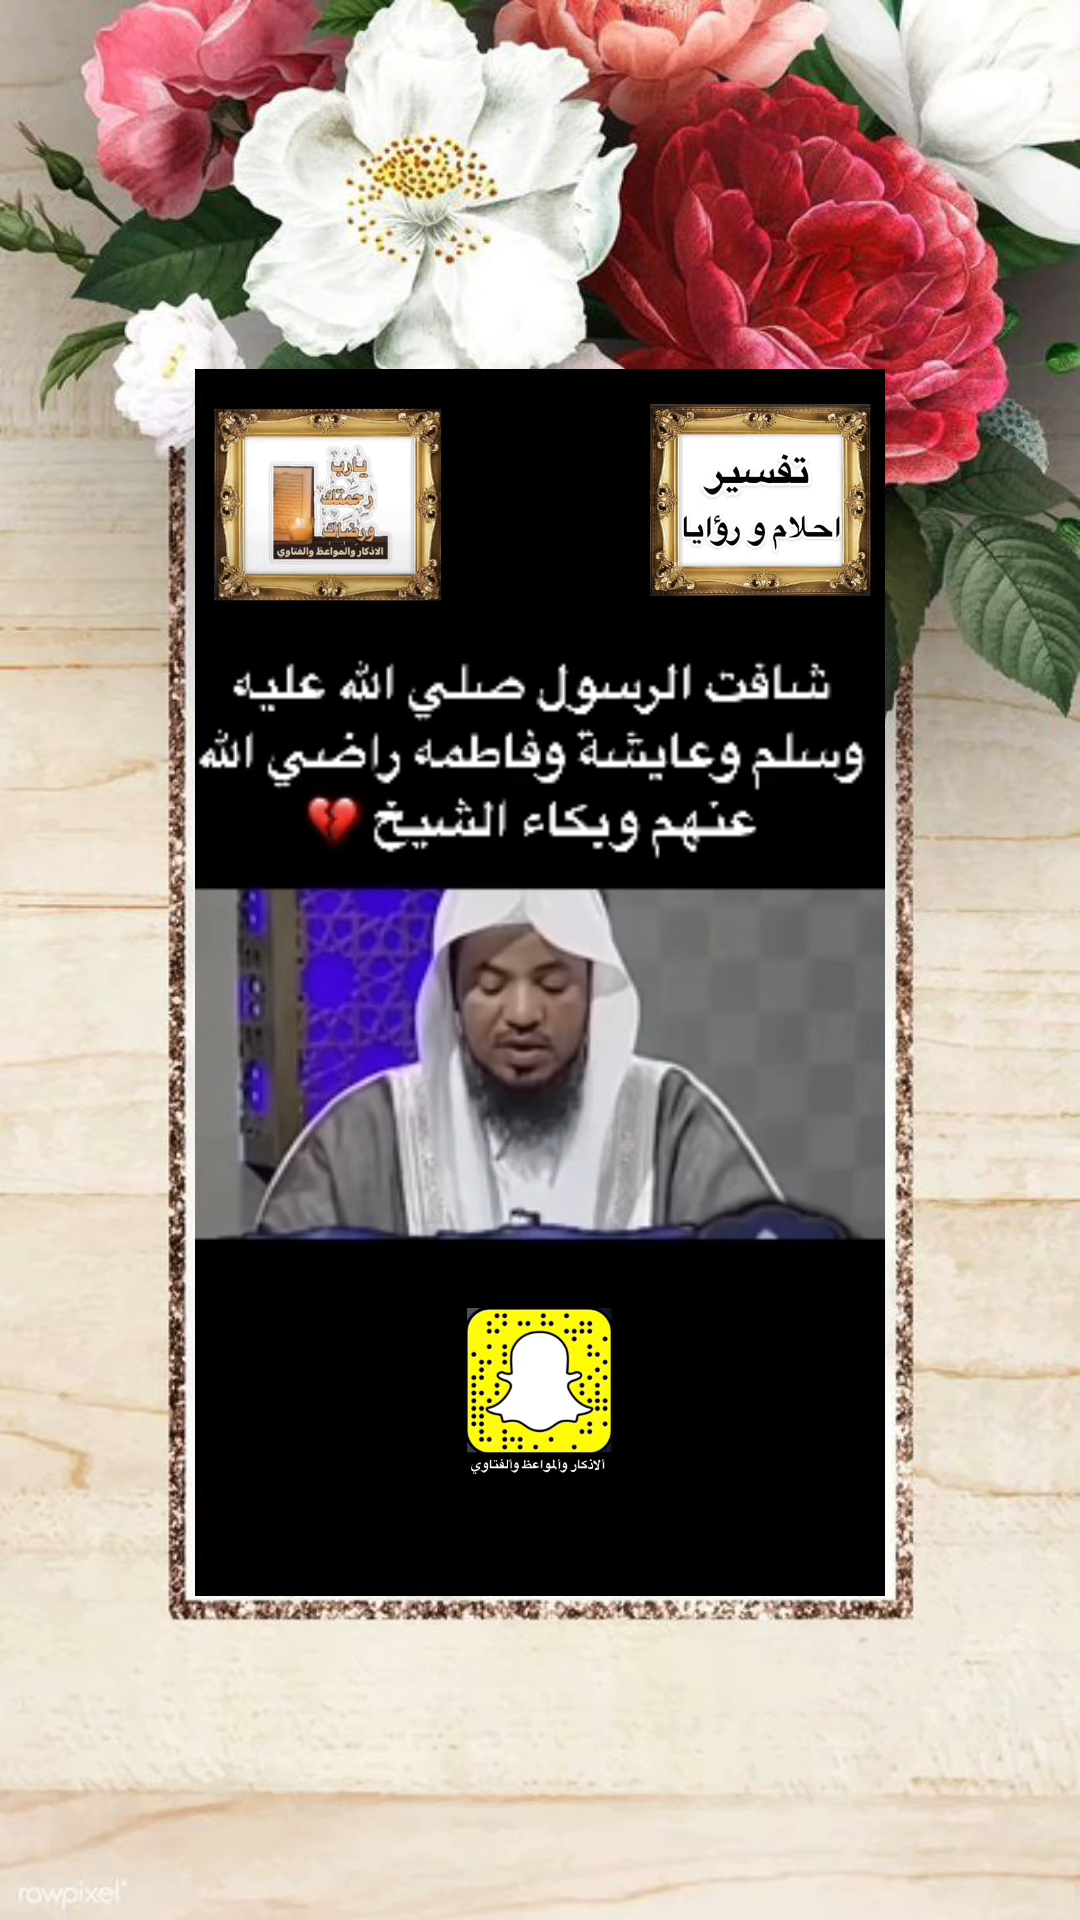 يارب
رحمتك
ورضاك
الاذكار والمواعظ والفتاوي
تفسير
احلام و رؤايا
شافت الرسول صلي الله عليه
وسلم وعايشة وفاطمه راضي الله
عنهم وبكاء الشيخ 💔
الاذكار والمواعظ والفتاوي
rawpixel